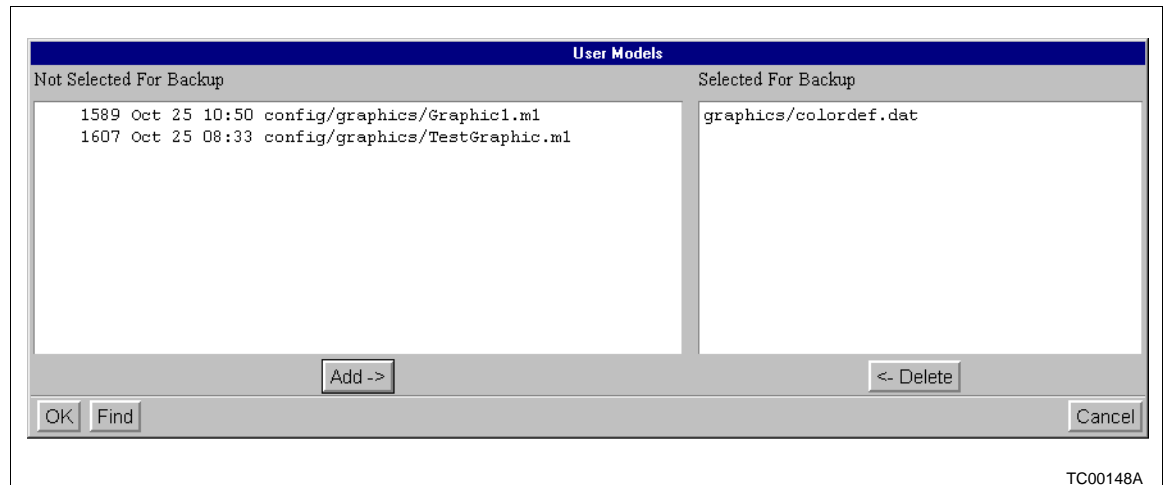 User Models
Not Selected For Backup
Selected For Backup
1589 Oct 25 10:50 config/graphics/Graphic1.m1
1607 Oct 25 08:33 config/graphics/TestGraphic.m1
graphics/colordef.dat
Add ->
<- Delete
OK
Find
Cancel
TC00148A